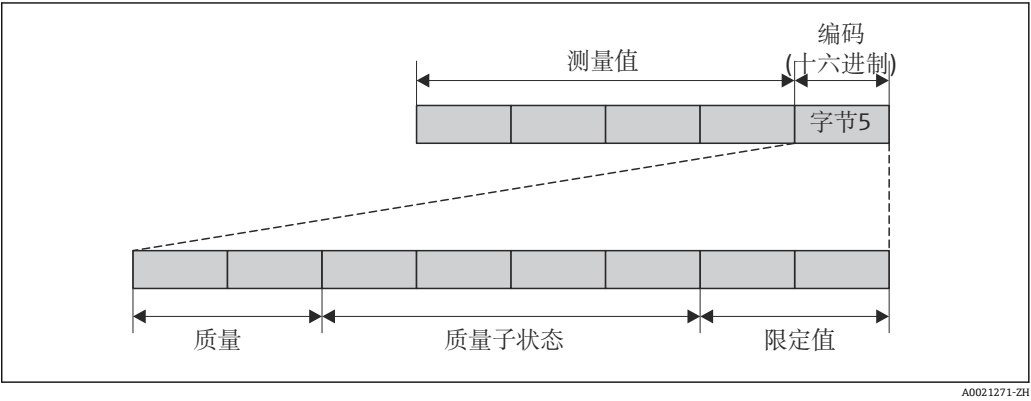 编码
测量值
(十六进制)
字节5
质量
质量子状态
限定值
A0021271-ZH